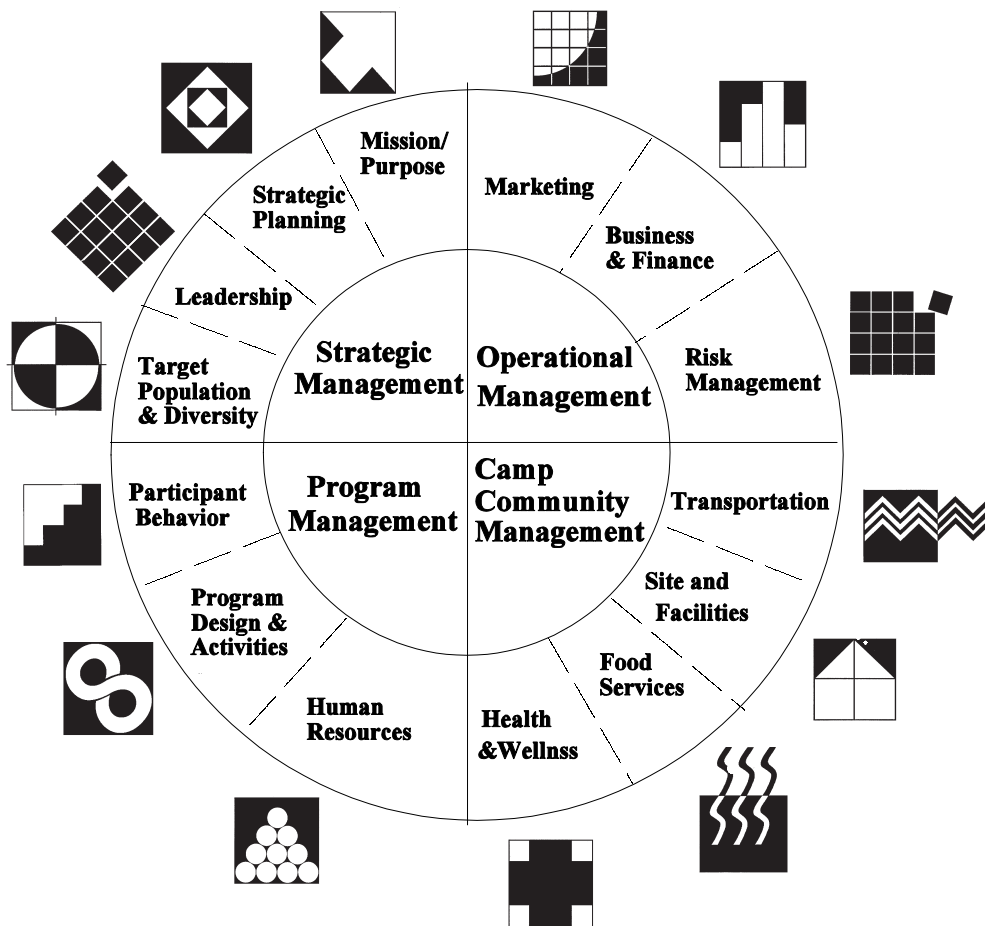 Mission/
Purpose
Strategic
Planning
Leadership
Target
Population
& Diversity
Strategic
Management
Marketing
Business
& Finance
Risk
Management
Operational
Management
Participant
Behavior
Program
Design &
Activities
Human
Resources
Program
Management
Camp
Community
Management
Transportation
Site and
Facilities
Food
Services
Health
&Wellnss